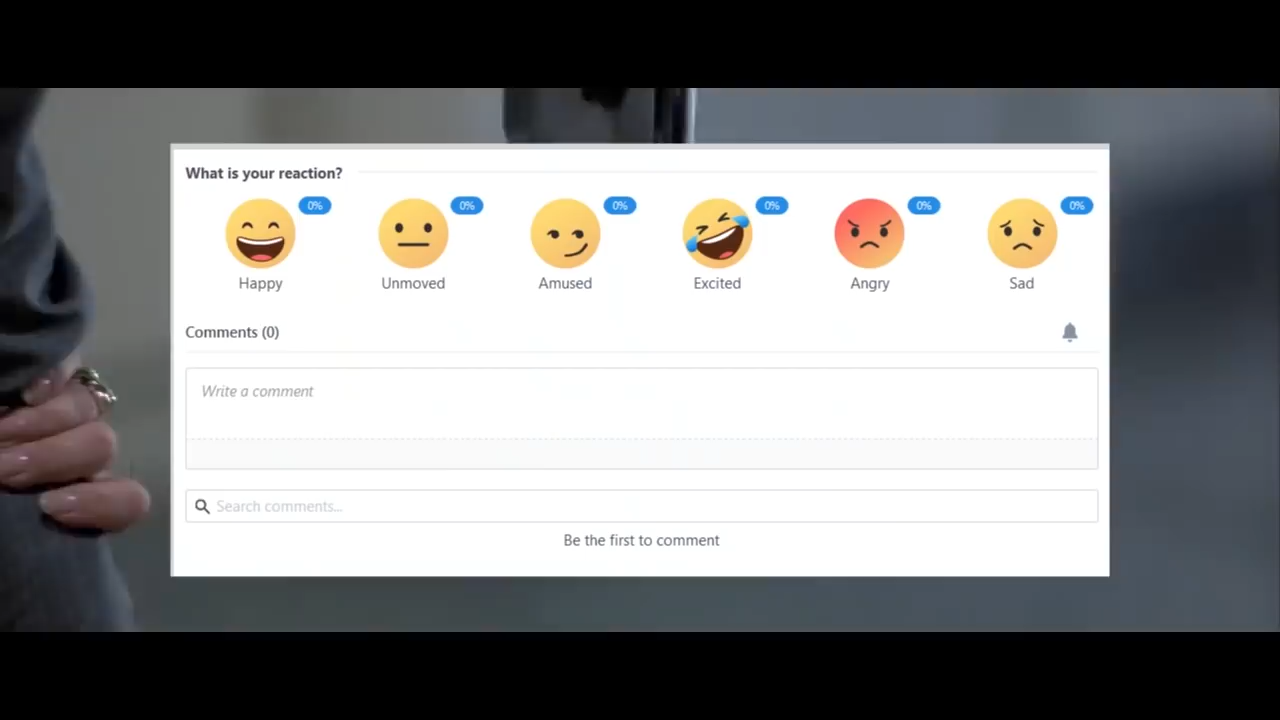 What is your reaction?
0% 0% 0% 0% 0% 0%
Happy Unmoved Amused Excited Angry Sad
Comments (0)
Write a comment
Search comments...
Be the first to comment